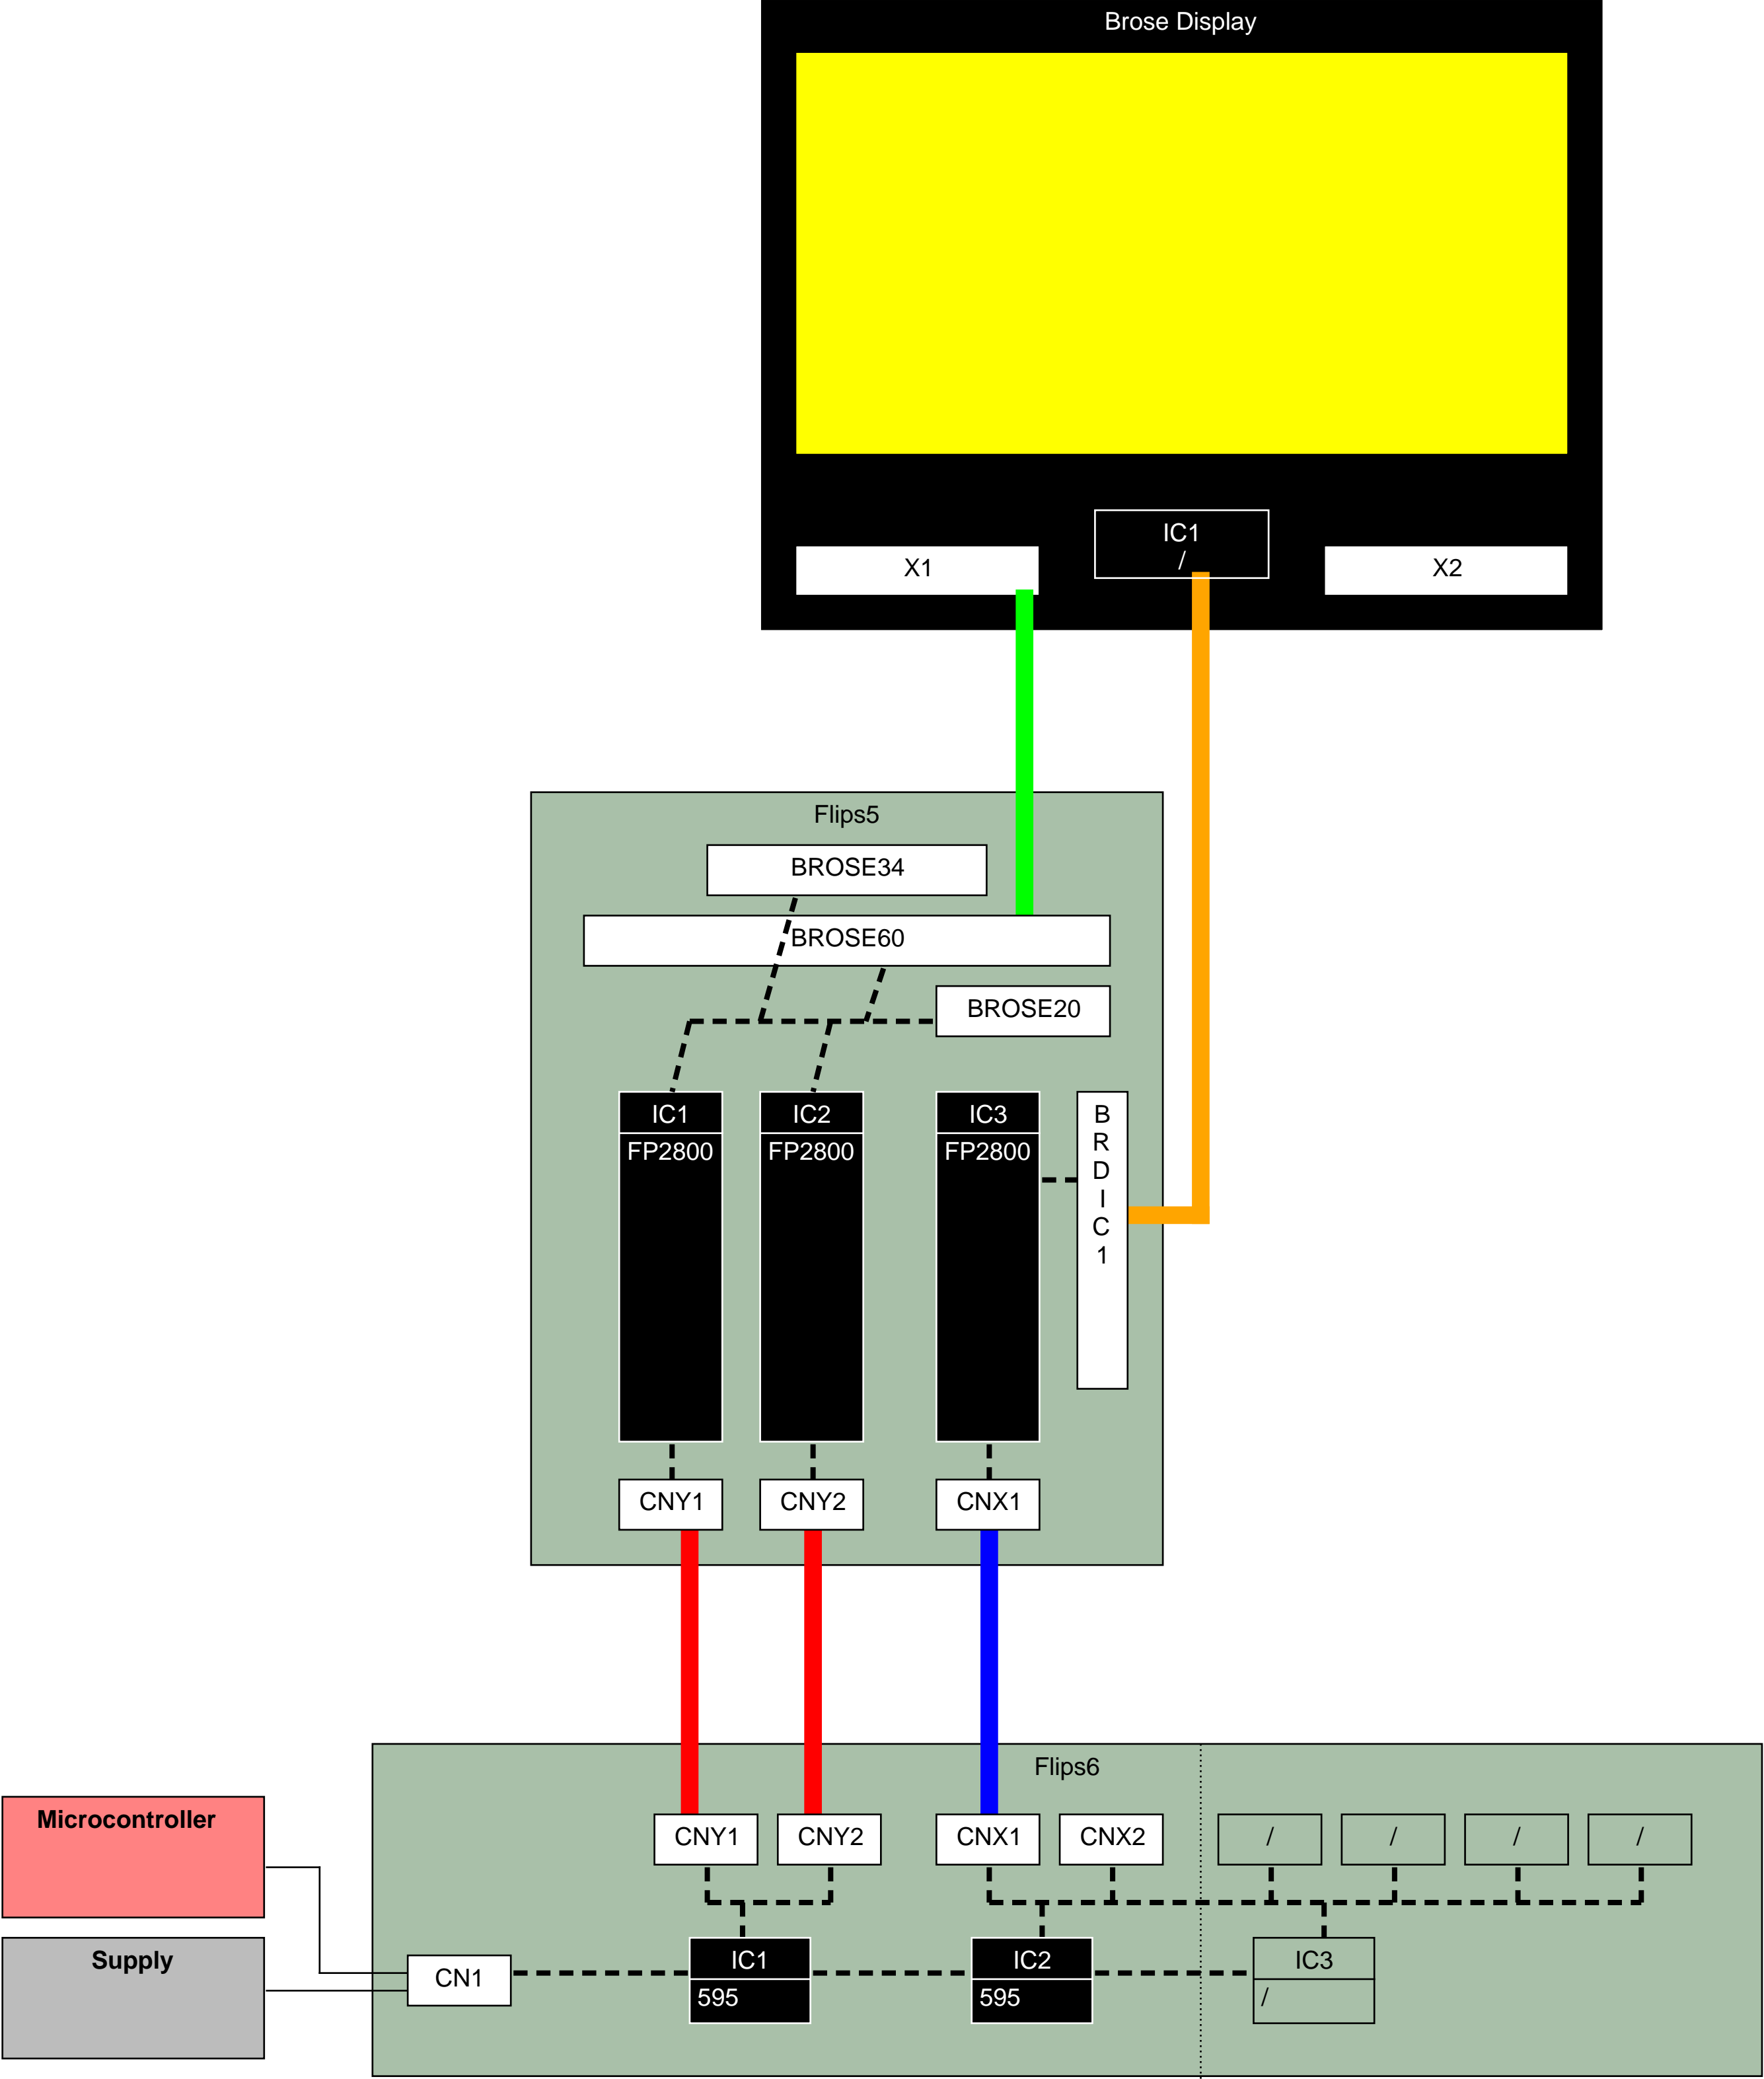 Brose Display
IC1
/
X1
X2
Flips5
BROSE34
BROSE60
BROSE20
IC1
FP2800
IC2
FP2800
IC3
FP2800
B
R
D
I
C
1
CNY1
CNY2
CNX1
Flips6
Microcontroller
CNY1
CNY2
CNX1
CNX2
/
/
/
/
Supply
CN1
IC1
595
IC2
595
IC3
/